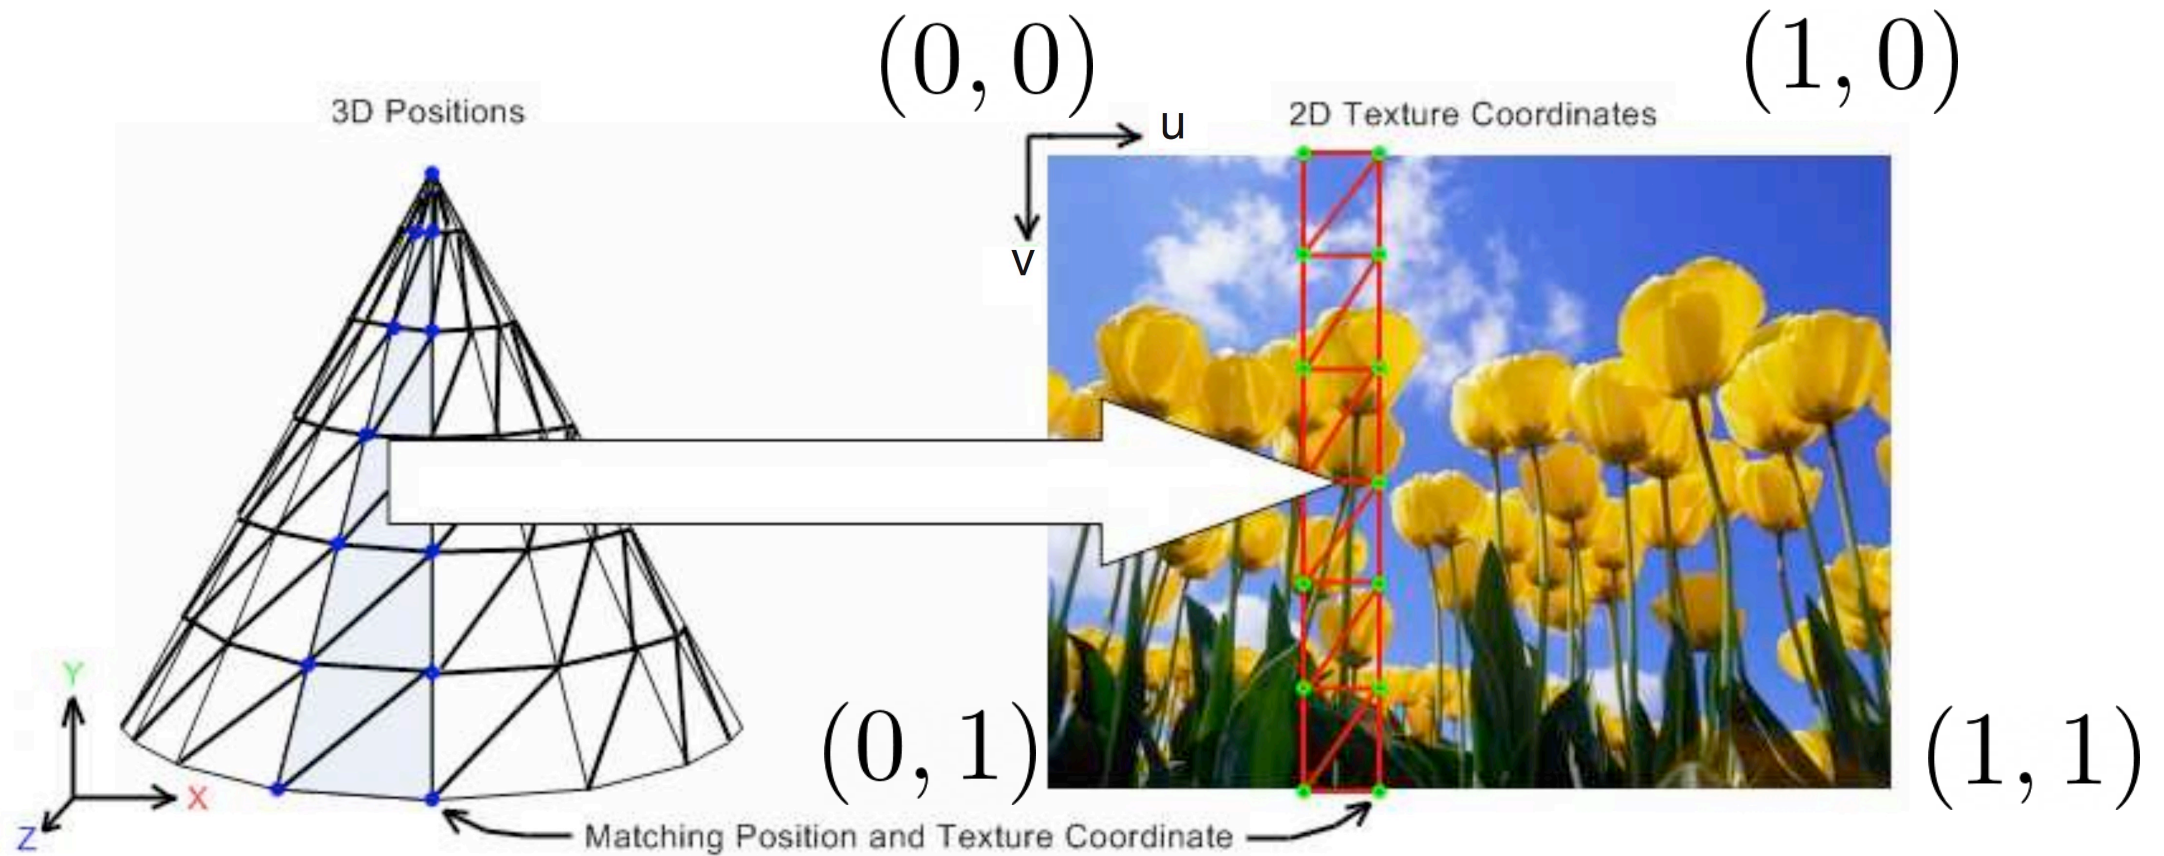 (0, 0)
(1, 0)
3D Positions
2D Texture Coordinates
u
v
Y
X
Z
(0, 1)
(1, 1)
Matching Position and Texture Coordinate